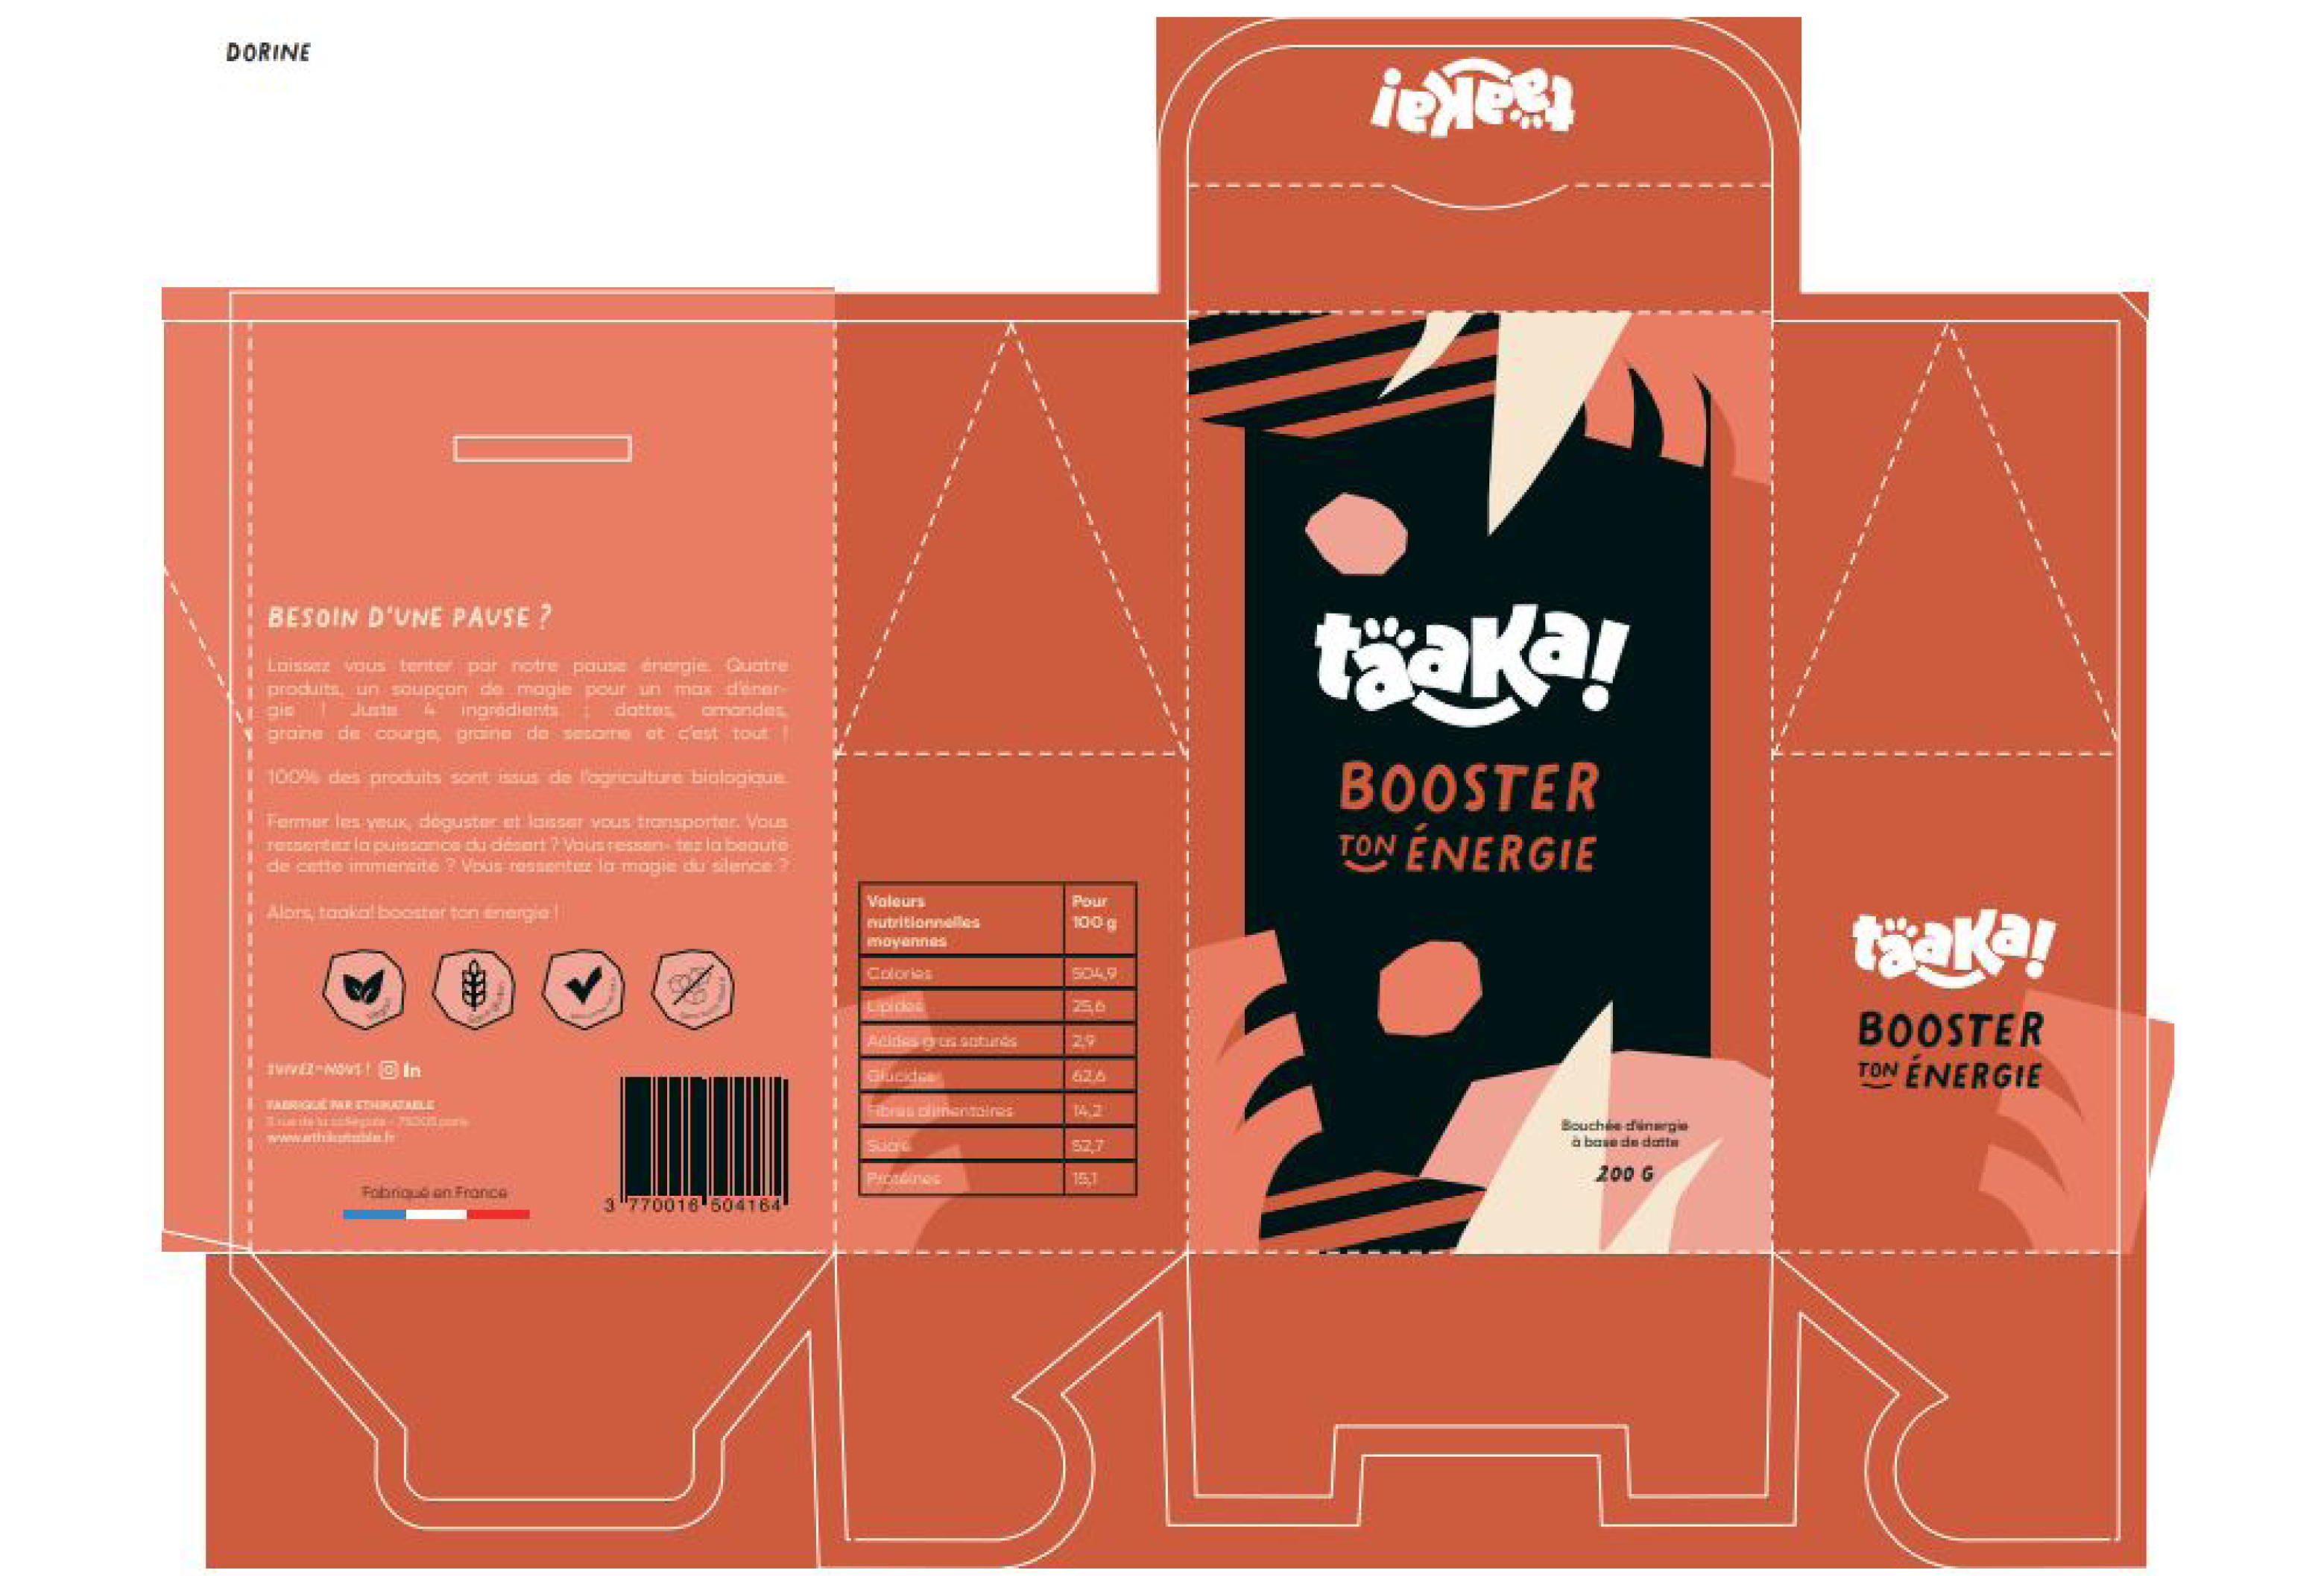 DORINE
taaka!
BESOIN D'UNE PAUSE ?
Laissez vous tenter par notre pause énergie. Quatre
produits, un soupçon de magie pour un max d'éner-
gie ! Juste 4 ingrédients : dattes, amandes,
graine de courge, graine de sesame et c'est tout !
100% des produits sont issus de l'agriculture biologique.
Fermer les yeux, déguster et laisser vous transporter. Vous
ressentez la puissance du désert ? Vous ressen- tez la beauté
de cette immensité ? Vous ressentez la magie du silence ?
Alors, taaka! booster ton énergie !
Vegan
SUIVEZ-NOUS ! in
FABRIQUÉ PAR ETHIKATABLE
www.ethikatable.fr
Fabriqué en France
3 770016 504164
Valeurs nutritionnelles moyennes Pour 100 g
Calories 504,9
Lipides 25,6
Acides gras saturés 2,9
Glucides 62,6
Fibres alimentaires 14,2
Sucre 52,7
Protéines 15,1
taaka!
BOOSTER
TON ÉNERGIE
Bouchée d'énergie
à base de datte
200 G
taaka!
BOOSTER
TON ÉNERGIE